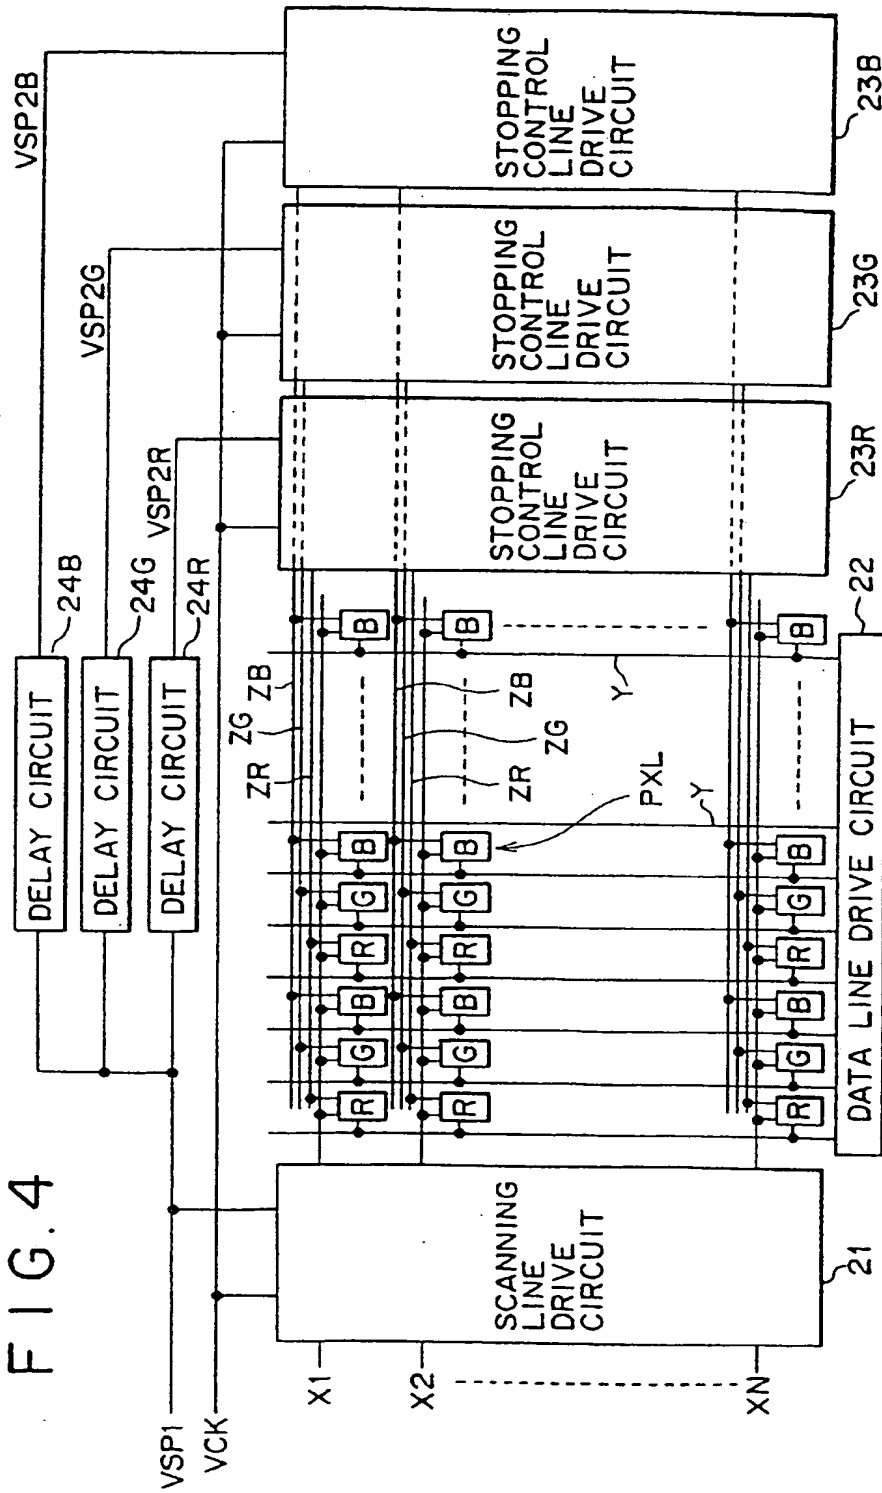 FIG. 4
VSP1
VCK
DELAY CIRCUIT
24B
VSP2B
DELAY CIRCUIT
24G
VSP2G
DELAY CIRCUIT
24R
VSP2R
X1
X2
XN
SCANNING
LINE
DRIVE
CIRCUIT
21
ZR
ZG
ZB
R G B R G B B
ZR
ZG
ZB
R G B R G B B
PXL
Y
Y
R G B R G B B
DATA LINE DRIVE CIRCUIT
22
STOPPING
CONTROL
LINE
DRIVE
CIRCUIT
23R
STOPPING
CONTROL
LINE
DRIVE
CIRCUIT
23G
STOPPING
CONTROL
LINE
DRIVE
CIRCUIT
23B